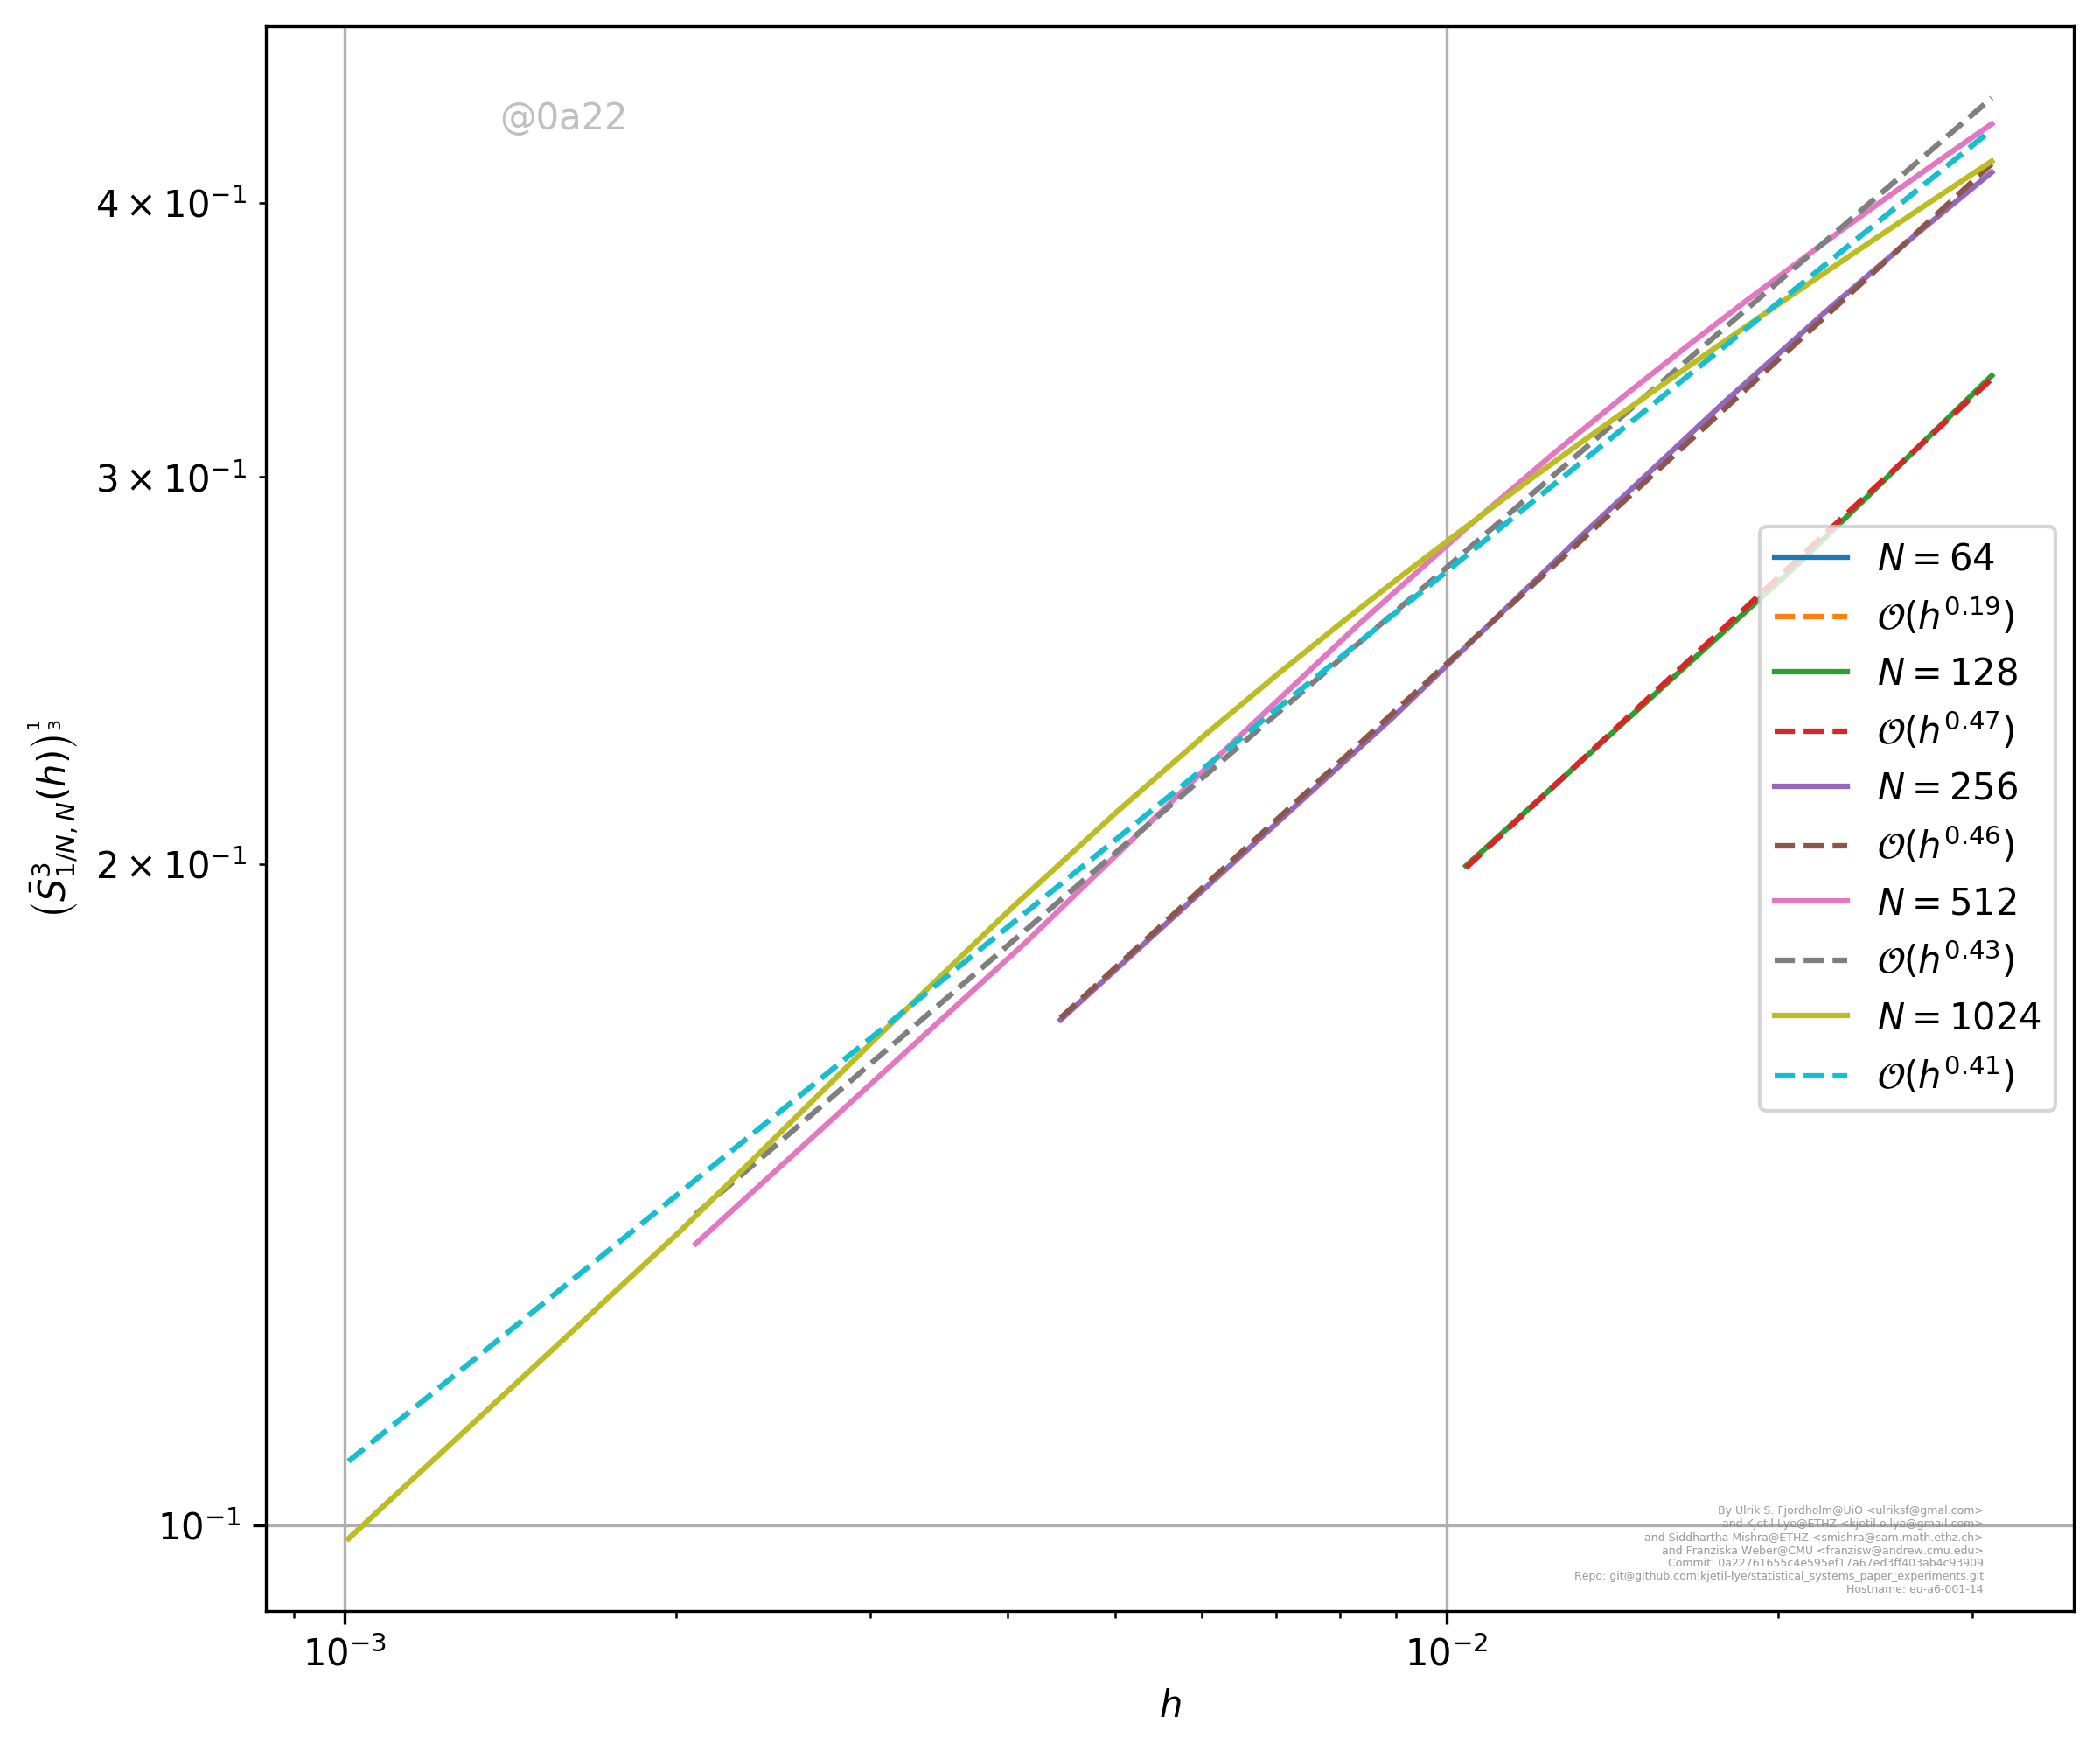 @0a22
4 × 10⁻¹
3 × 10⁻¹
2 × 10⁻¹
10⁻¹
(S̄³₁/N,N(h))^(1/3)
10⁻³
10⁻²
h
N = 64
𝒪(h^0.19)
N = 128
𝒪(h^0.47)
N = 256
𝒪(h^0.46)
N = 512
𝒪(h^0.43)
N = 1024
𝒪(h^0.41)
By Ulrik S. Fjordholm@UiO <ulriksf@gmal.com>
and Kjetil Lye@ETHZ <kjetil.o.lye@gmail.com>
and Siddhartha Mishra@ETHZ <smishra@sam.math.ethz.ch>
and Franziska Weber@CMU <franzisw@andrew.cmu.edu>
Commit: 0a22761655c4e595ef17a67ed3ff403ab4c93909
Repo: git@github.com:kjetil-lye/statistical_systems_paper_experiments.git
Hostname: eu-a6-001-14